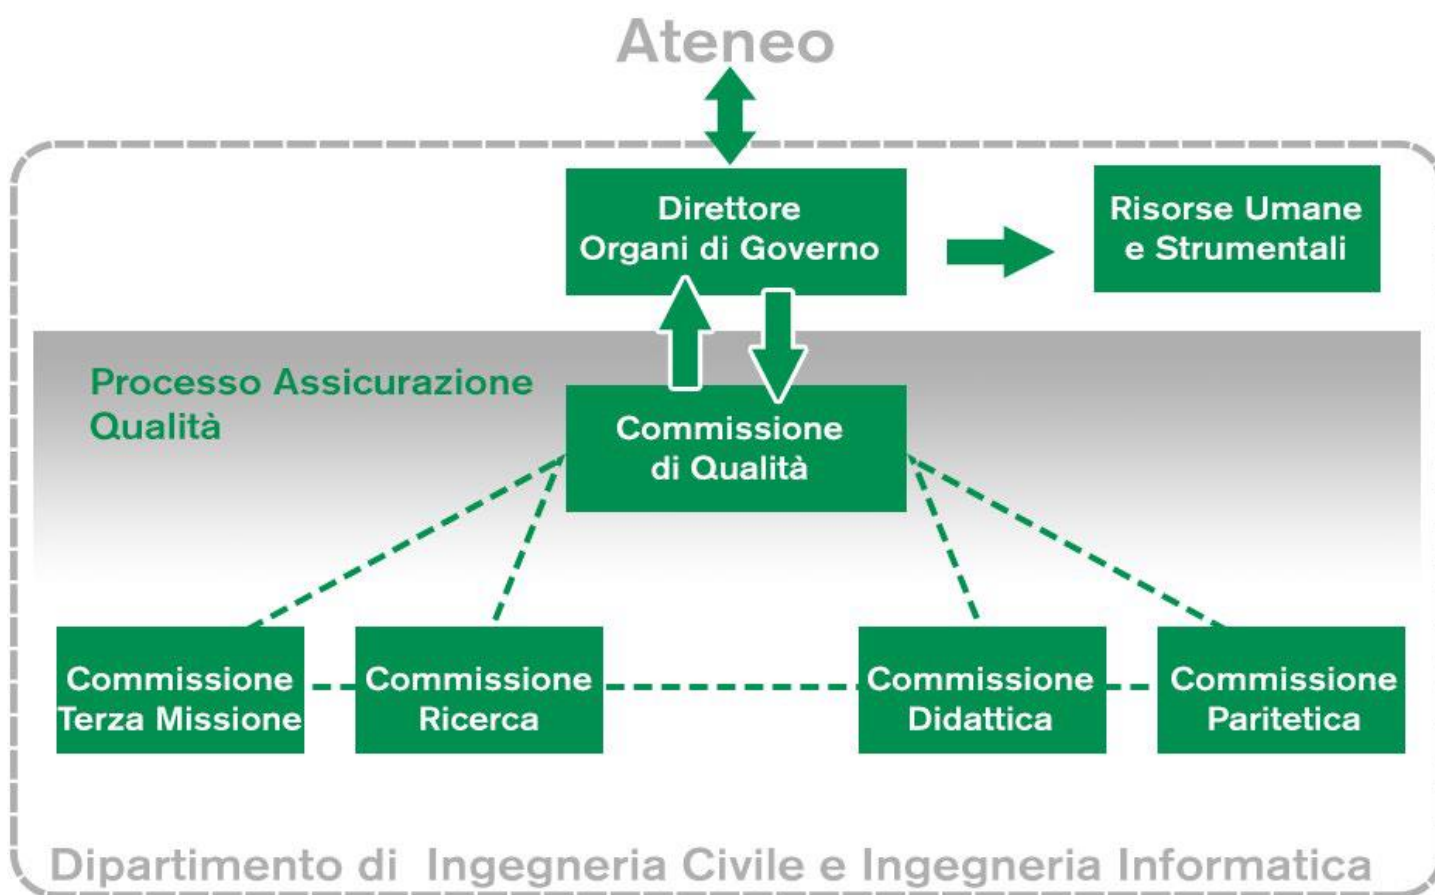 Ateneo
Direttore
Organi di Governo
Risorse Umane
e Strumentali
Processo Assicurazione
Qualità
Commissione
di Qualità
Commissione
Terza Missione
Commissione
Ricerca
Commissione
Didattica
Commissione
Paritetica
Dipartimento di Ingegneria Civile e Ingegneria Informatica